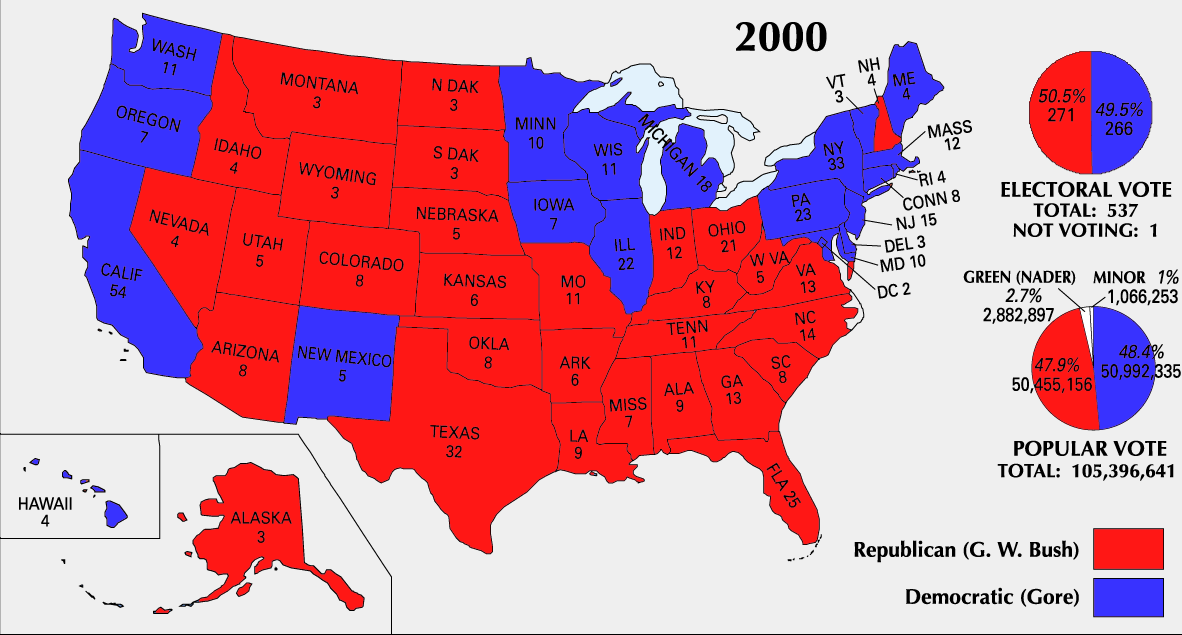 2000
WASH
11
OREGON
7
CALIF
54
NEVADA
4
IDAHO
4
MONTANA
3
WYOMING
3
UTAH
5
COLORADO
8
ARIZONA
8
NEW MEXICO
5
N DAK
3
S DAK
3
NEBRASKA
5
KANSAS
6
OKLA
8
TEXAS
32
MINN
10
IOWA
7
MO
11
ARK
6
LA
9
WIS
11
ILL
22
MICHIGAN 18
IND
12
OHIO
21
KY
8
TENN
11
MISS
7
ALA
9
GA
13
FLA 25
SC
8
NC
14
VA
13
W VA
5
PA
23
NY
33
VT
3
NH
4
ME
4
MASS
12
RI 4
CONN 8
NJ 15
DEL 3
MD 10
DC 2
HAWAII
4
ALASKA
3
50.5%
271
49.5%
266
ELECTORAL VOTE
TOTAL: 537
NOT VOTING: 1
GREEN (NADER)
2.7%
2,882,897
MINOR 1%
1,066,253
47.9%
50,455,156
48.4%
50,992,335
POPULAR VOTE
TOTAL: 105,396,641
Republican (G. W. Bush)
Democratic (Gore)